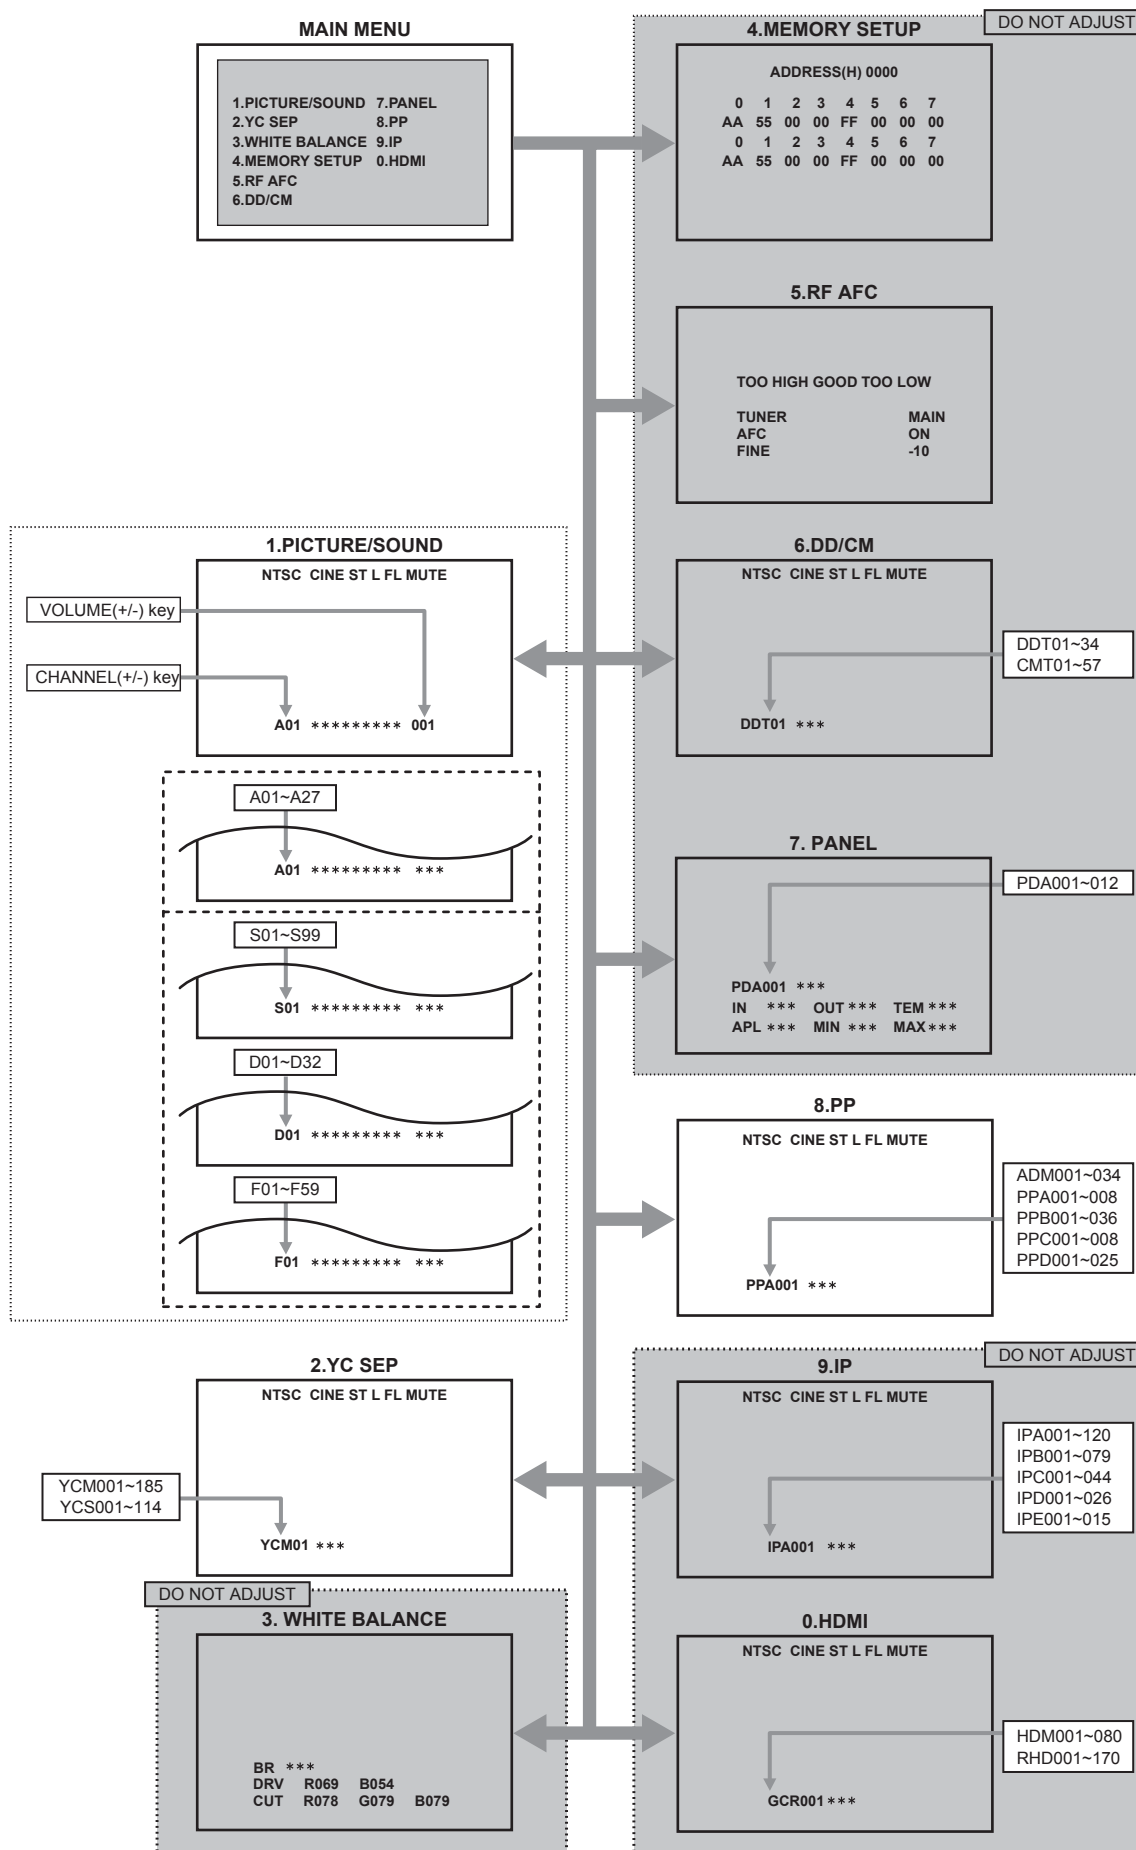 MAIN MENU
1.PICTURE/SOUND 7.PANEL
2.YC SEP 8.PP
3.WHITE BALANCE 9.IP
4.MEMORY SETUP 0.HDMI
5.RF AFC
6.DD/CM
DO NOT ADJUST
4.MEMORY SETUP
ADDRESS(H) 0000
0 1 2 3 4 5 6 7
AA 55 00 00 FF 00 00 00
0 1 2 3 4 5 6 7
AA 55 00 00 FF 00 00 00
5.RF AFC
TOO HIGH GOOD TOO LOW
TUNER MAIN
AFC ON
FINE -10
1.PICTURE/SOUND
NTSC CINE ST L FL MUTE
VOLUME(+/-) key
CHANNEL(+/-) key
A01 ********* 001
A01~A27
A01 ********* ***
S01~S99
S01 ********* ***
D01~D32
D01 ********* ***
F01~F59
F01 ********* ***
6.DD/CM
NTSC CINE ST L FL MUTE
DDT01~34
CMT01~57
DDT01 ***
7. PANEL
PDA001~012
PDA001 ***
IN *** OUT *** TEM ***
APL *** MIN *** MAX ***
8.PP
NTSC CINE ST L FL MUTE
ADM001~034
PPA001~008
PPB001~036
PPC001~008
PPD001~025
PPA001 ***
2.YC SEP
NTSC CINE ST L FL MUTE
YCM001~185
YCS001~114
YCM01 ***
DO NOT ADJUST
9.IP
NTSC CINE ST L FL MUTE
IPA001~120
IPB001~079
IPC001~044
IPD001~026
IPE001~015
IPA001 ***
DO NOT ADJUST
3. WHITE BALANCE
BR ***
DRV R069 B054
CUT R078 G079 B079
0.HDMI
NTSC CINE ST L FL MUTE
HDM001~080
RHD001~170
GCR001 ***